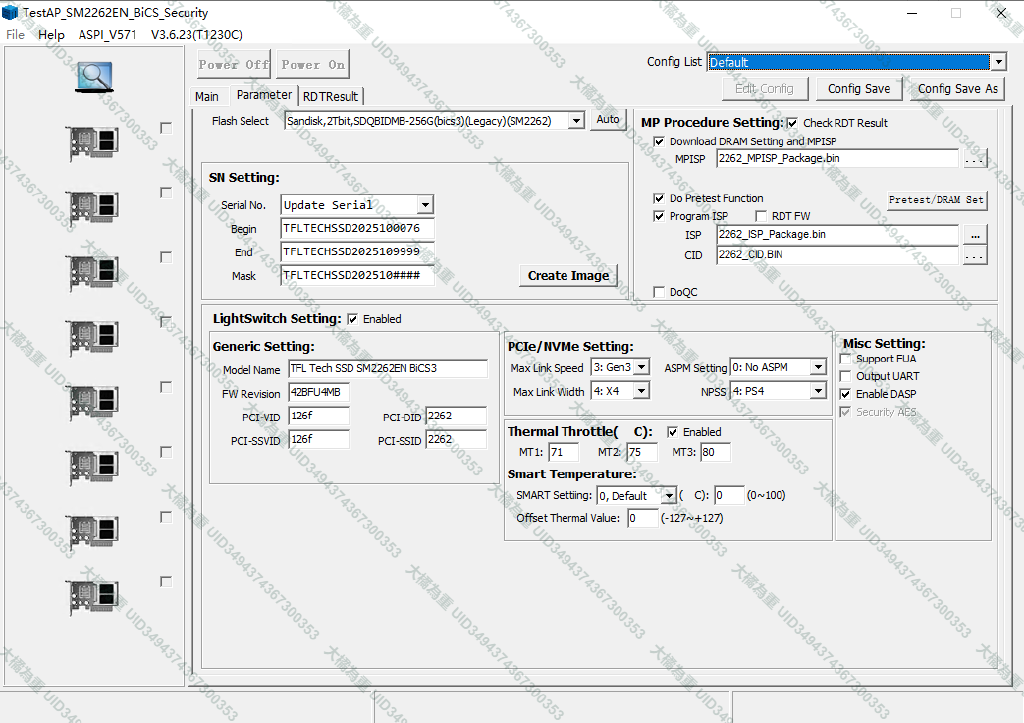 TestAP_SM2262EN_BiCS_Security
File Help ASPI_V571 V3.6.23(T1230C)
Power Off Power On
Config List Default
Edit Config Config Save Config Save As
Main Parameter RDTResult
Flash Select Sandisk,2Tbit,SDQBIDMB-256G(bics3)(Legacy)(SM2262) Auto
MP Procedure Setting: Check RDT Result
Download DRAM Setting and MPISP
MPISP 2262_MPISP_Package.bin ...
Do Pretest Function Pretest/DRAM Set
Program ISP RDT FW
ISP 2262_ISP_Package.bin ...
CID 2262_CID.BIN ...
DoQC
SN Setting:
Serial No. Update Serial
Begin TFLTECHSSD2025100076
End TFLTECHSSD2025109999
Mask TFLTECHSSD202510####
Create Image
LightSwitch Setting: Enabled
Generic Setting:
Model Name TFL Tech SSD SM2262EN BiCS3
FW Revision 42BFU4MB
PCI-VID 126f PCI-DID 2262
PCI-SSVID 126f PCI-SSID 2262
PCIe/NVMe Setting:
Max Link Speed 3: Gen3 ASPM Setting 0: No ASPM
Max Link Width 4: X4 NPSS 4: PS4
Thermal Throttle( C): Enabled
MT1: 71 MT2: 75 MT3: 80
Smart Temperature:
SMART Setting: 0, Default ( C): 0 (0~100)
Offset Thermal Value: 0 (-127~+127)
Misc Setting:
Support FUA
Output UART
Enable DASP
Security AES
大橘為重 UID3494374367300353